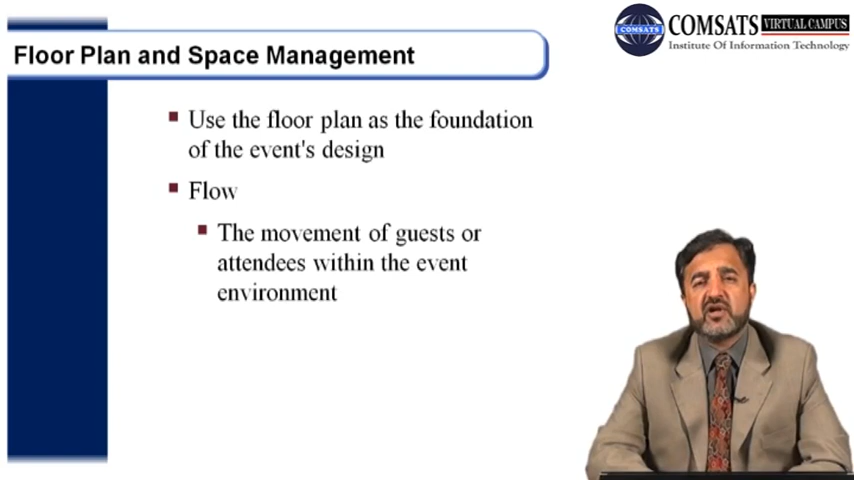 Floor Plan and Space Management
COMSATS
COMSATS VIRTUAL CAMPUS
Institute Of Information Technology
Use the floor plan as the foundation
of the event's design
Flow
The movement of guests or
attendees within the event
environment